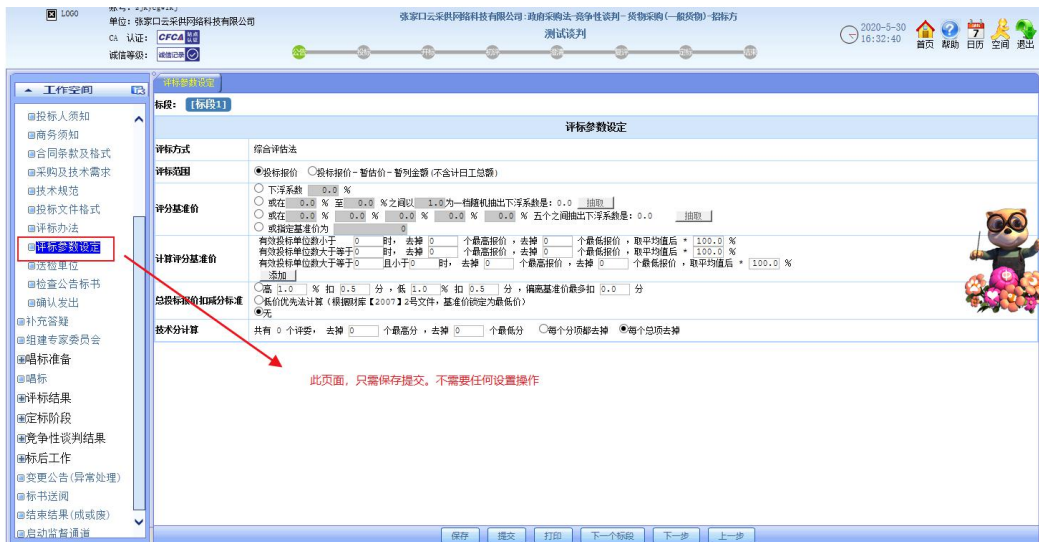 LOGO
单位: 张家口云采供网络科技有限公司
CA 认证: CFCA
诚信等级: 诚信记录
张家口云采供网络科技有限公司:政府采购法-竞争性谈判-货物采购(一般货物)-招标方
测试谈判
2020-5-30
16:32:40
首页 帮助 日历 空间 退出
工作空间
投标人须知
商务须知
合同条款及格式
采购及技术需求
技术规范
投标文件格式
评标办法
评标参数设定
送检单位
检查公告标书
确认发出
补充答疑
组建专家委员会
唱标准备
唱标
评标结果
定标阶段
竞争性谈判结果
标后工作
变更公告(异常处理)
标书送阅
结束结果(成或废)
启动监督通道
评标参数设定
标段: [标段1]
评标参数设定
评标方式 综合评估法
评标范围 投标报价 投标报价-暂估价-暂列金额(不含计日工总额)
评分基准价
下浮系数 0.0 %
或在 0.0 % 至 0.0 %之间以 1.0为一档随机抽出下浮系数是: 0.0 抽取
或在 0.0 % 0.0 % 0.0 % 0.0 % 0.0 % 五个之间抽出下浮系数是: 0.0 抽取
或指定基准价为 0
计算评分基准价
有效投标单位数小于 0 时, 去掉 0 个最高报价 ,去掉 0 个最低报价 ,取平均值后 * 100.0 %
有效投标单位数大于等于0 时, 去掉 0 个最高报价 ,去掉 0 个最低报价 ,取平均值后 * 100.0 %
有效投标单位数大于等于0 且小于0 时, 去掉 0 个最高报价 ,去掉 0 个最低报价 ,取平均值后 * 100.0 %
添加
总投标报价扣减分标准
高 1.0 % 扣 0.5 分 ,低 1.0 % 扣 0.5 分 ,偏离基准价最多扣 0.0 分
低价优先法计算(根据财库【2007】2号文件,基准价锁定为最低价)
无
技术分计算 共有 0 个评委, 去掉 0 个最高分 ,去掉 0 个最低分 每个分项都去掉 每个总项去掉
此页面,只需保存提交。不需要任何设置操作
保存 提交 打印 下一个标段 下一步 上一步